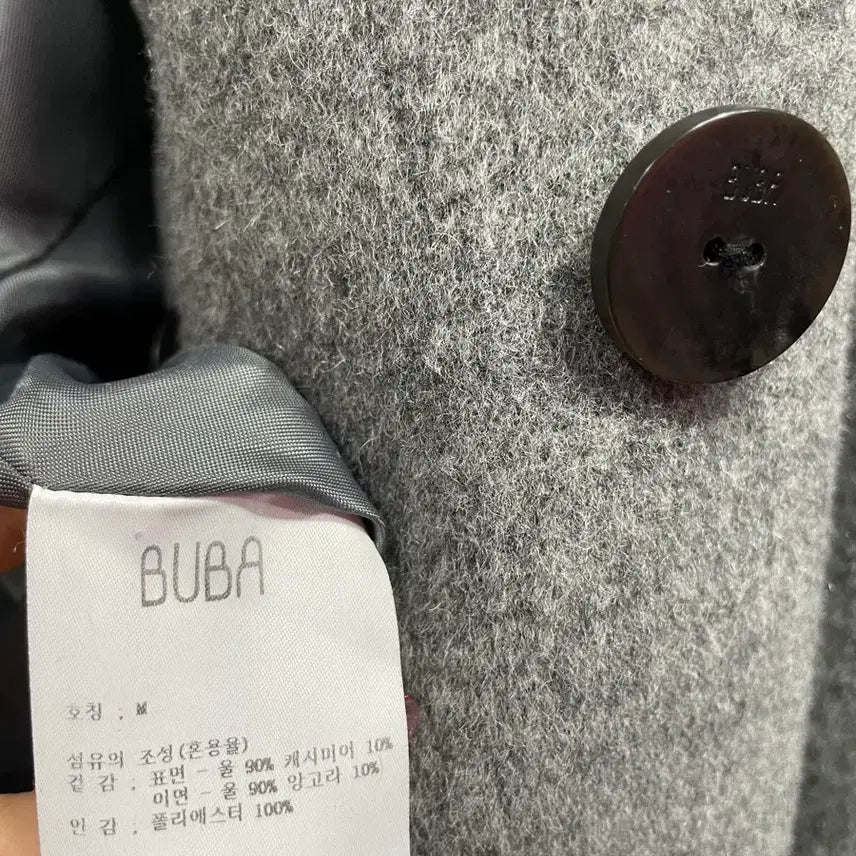 BUBA
BUBA
호칭 : M
섬유의 조성(혼용율)
겉 감 : 표면 - 울 90% 캐시미어 10%
이면 - 울 90% 앙고라 10%
안 감 : 폴리에스터 100%